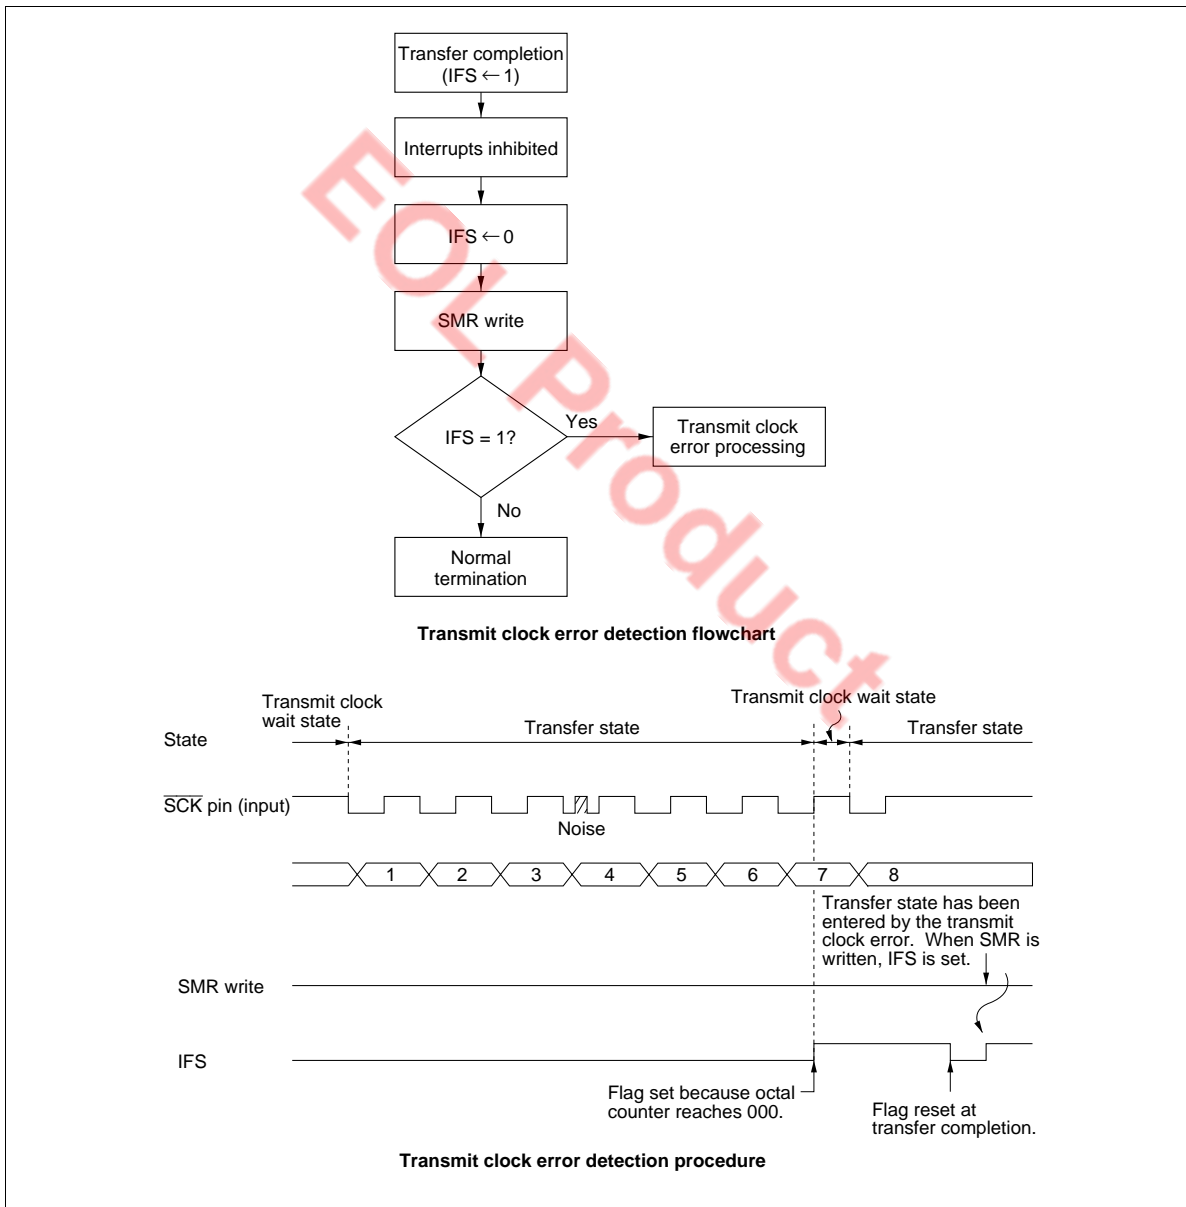 Transfer completion
(IFS ← 1)
Interrupts inhibited
IFS ← 0
SMR write
IFS = 1?
Yes
Transmit clock
error processing
No
Normal
termination
Transmit clock error detection flowchart
EOL Product
Transmit clock wait state
Transmit clock
wait state
State
Transfer state
Transfer state
SCK pin (input)
Noise
1 2 3 4 5 6 7 8
Transfer state has been
entered by the transmit
clock error. When SMR is
written, IFS is set.
SMR write
IFS
Flag set because octal
counter reaches 000.
Flag reset at
transfer completion.
Transmit clock error detection procedure